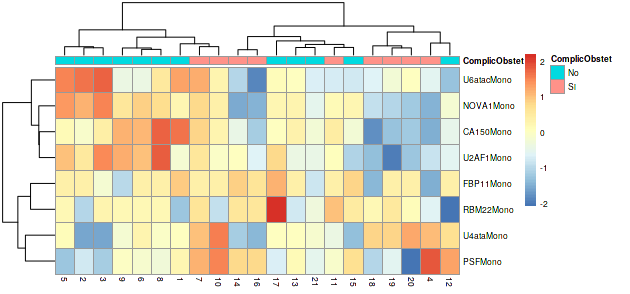 ComplicObstet
ComplicObstet
No
Si
2
1
0
-1
-2
U6atacMono
NOVA1Mono
CA150Mono
U2AF1Mono
FBP11Mono
RBM22Mono
U4ataMono
PSFMono
5 2 3 9 6 8 1 7 10 14 16 17 13 21 11 15 18 19 20 4 12